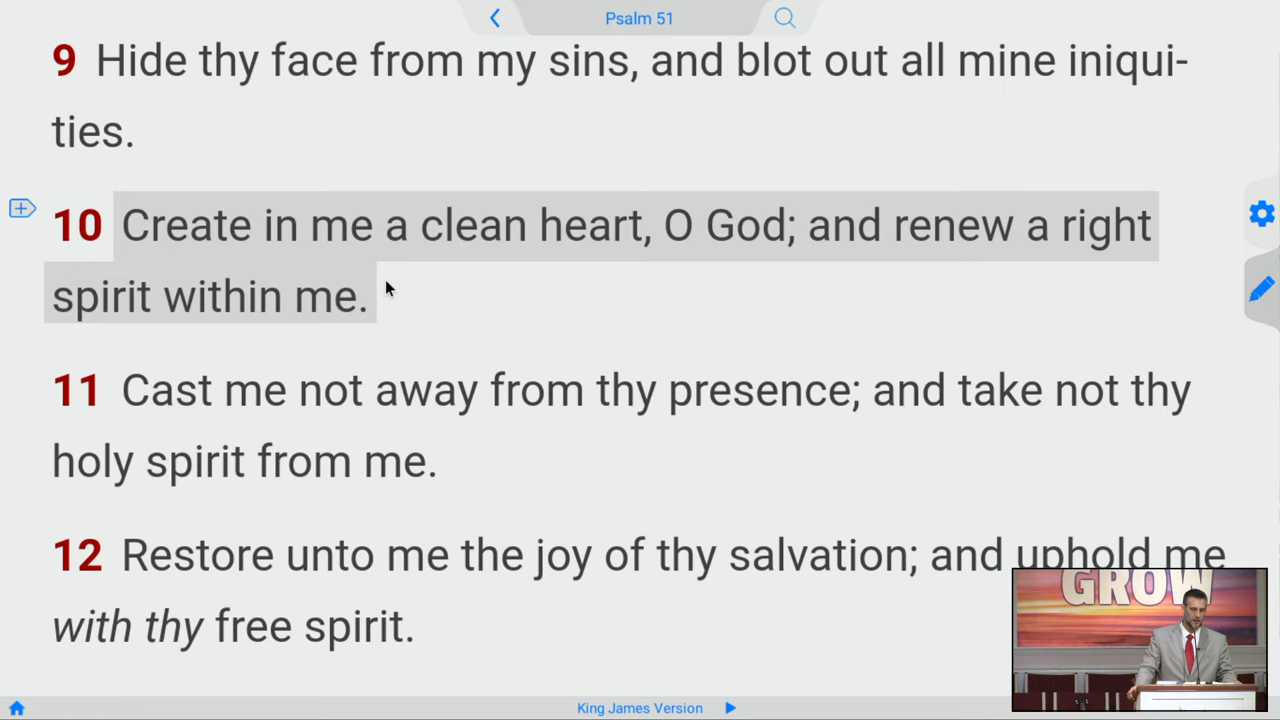 Psalm 51
9 Hide thy face from my sins, and blot out all mine iniqui-
ties.
10 Create in me a clean heart, O God; and renew a right
spirit within me.
11 Cast me not away from thy presence; and take not thy
holy spirit from me.
12 Restore unto me the joy of thy salvation; and uphold me
with thy free spirit.
GROW
King James Version